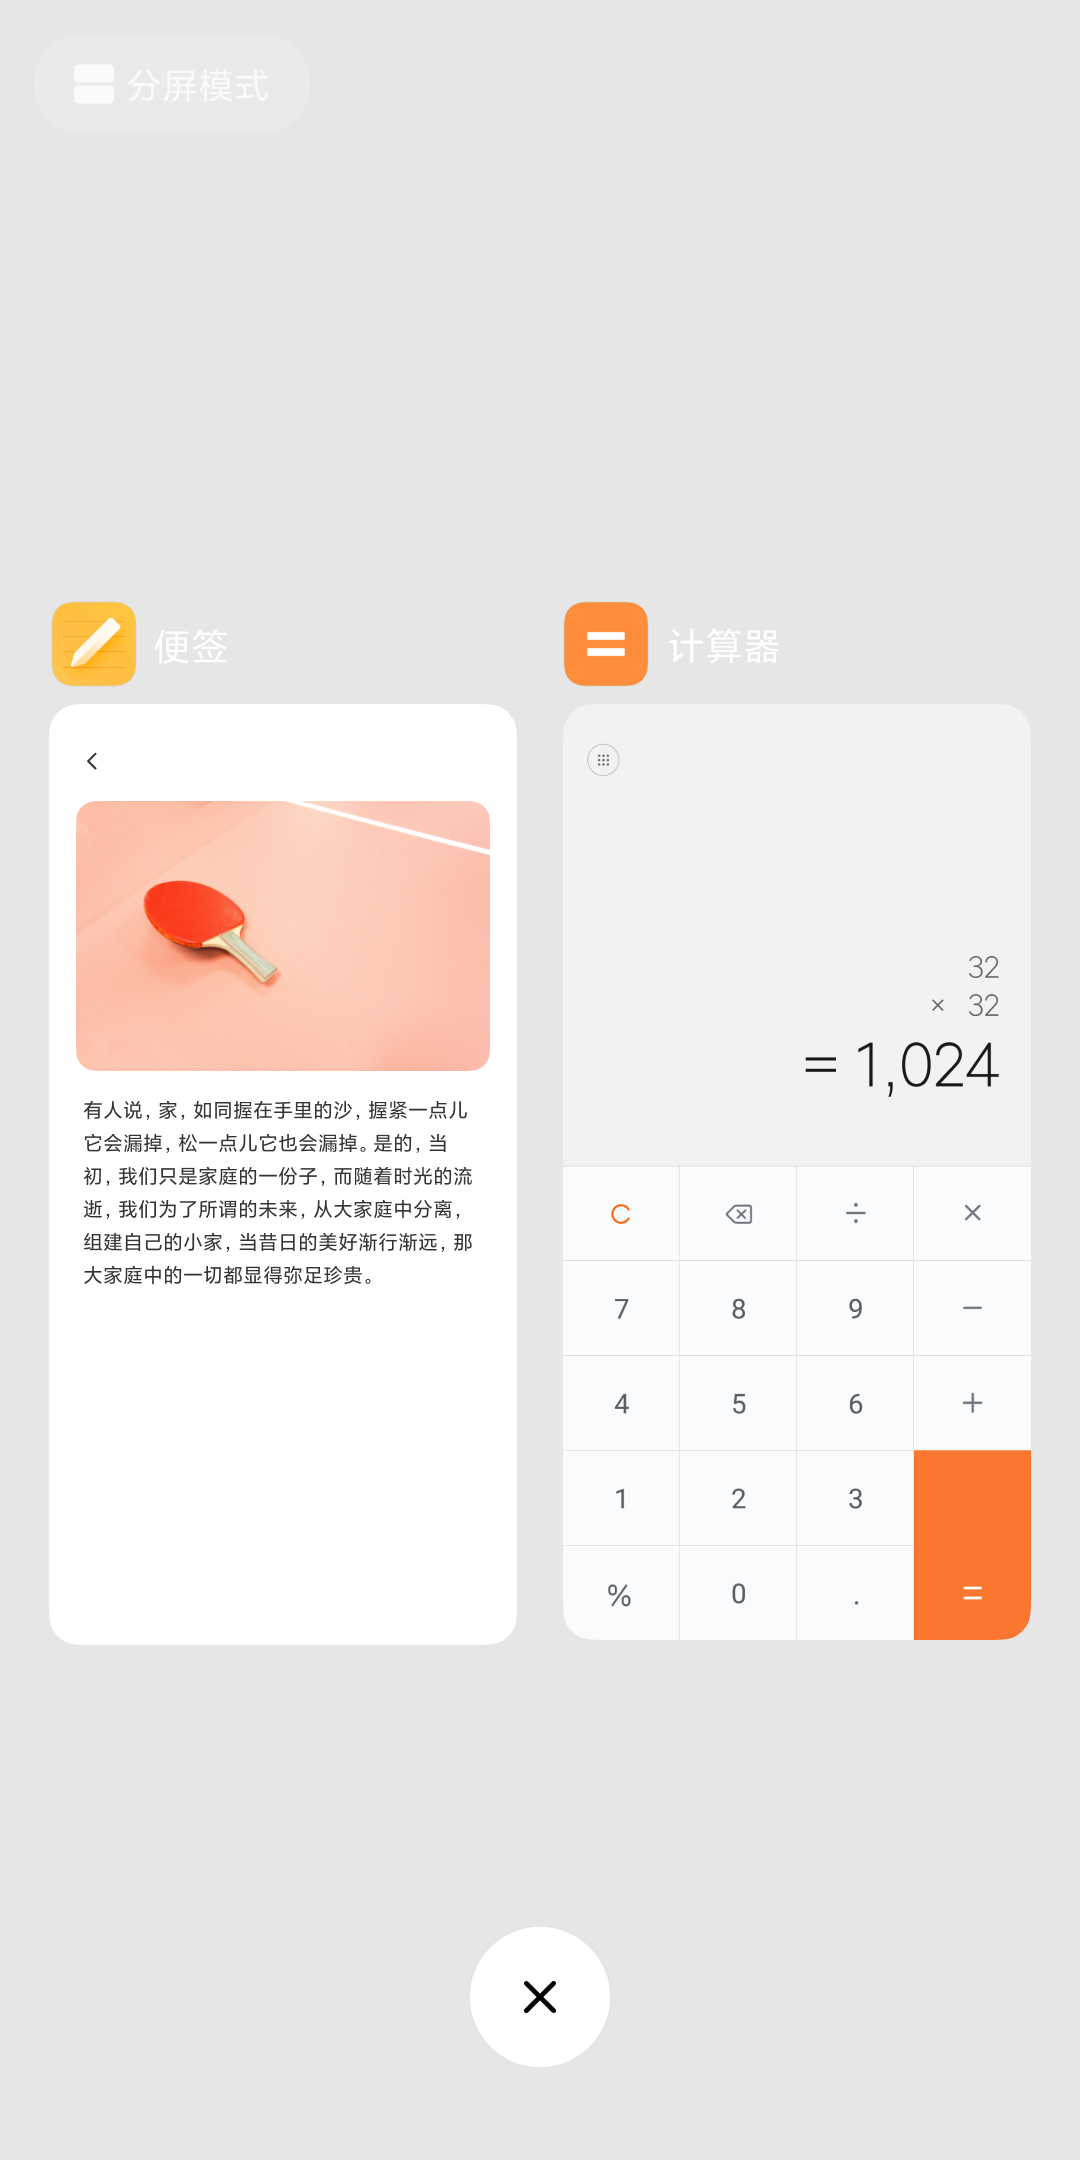 分屏模式
便签
有人说，家，如同握在手里的沙，握紧一点儿
它会漏掉，松一点儿它也会漏掉。是的，当
初，我们只是家庭的一份子，而随着时光的流
逝，我们为了所谓的未来，从大家庭中分离，
组建自己的小家，当昔日的美好渐行渐远，那
大家庭中的一切都显得弥足珍贵。
计算器
32
× 32
= 1,024
C ÷ ×
7 8 9 −
4 5 6 +
1 2 3
% 0 . =